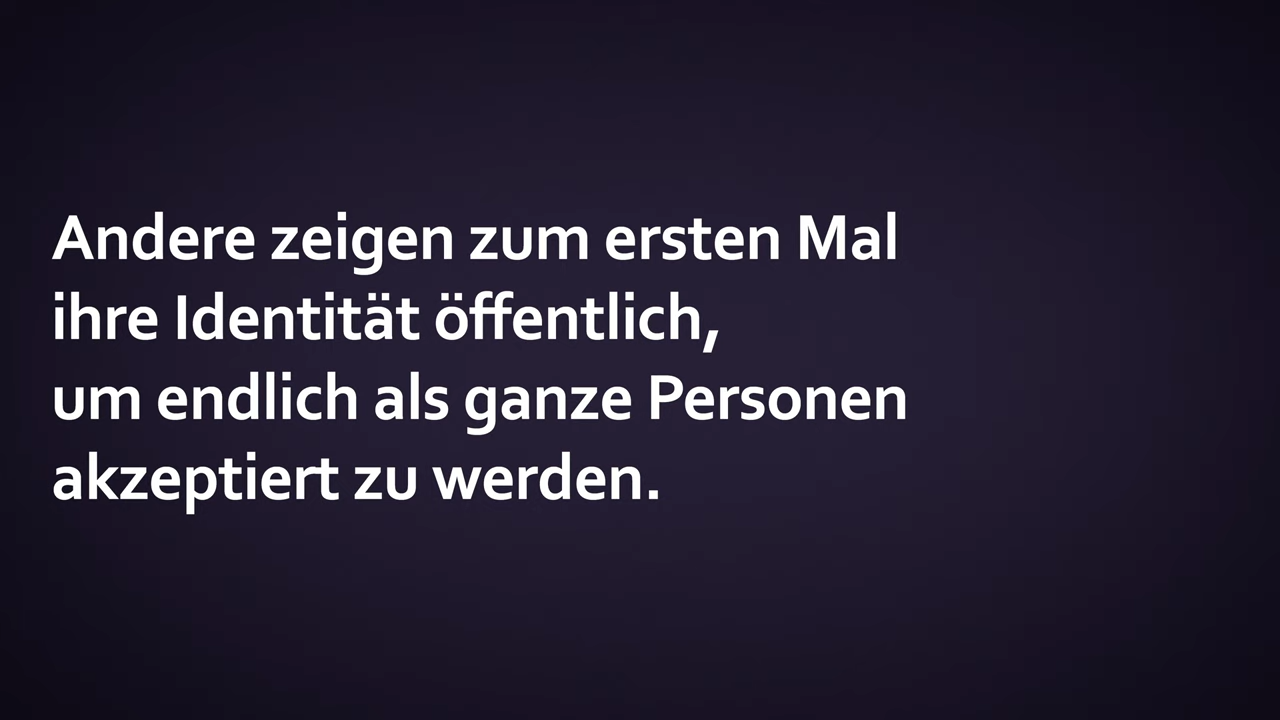 Andere zeigen zum ersten Mal
ihre Identität öffentlich,
um endlich als ganze Personen
akzeptiert zu werden.